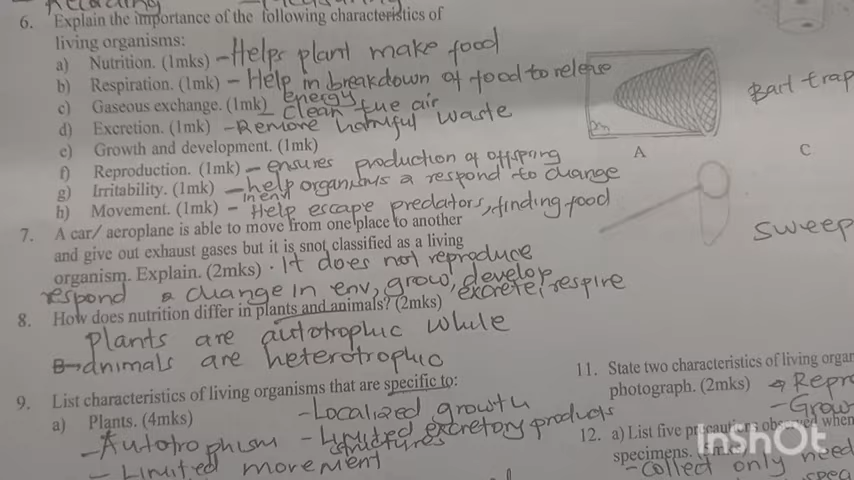 Reading
6. Explain the importance of the following characteristics of
living organisms:
a) Nutrition. (1mks) - Helps plant make food
b) Respiration. (1mk) - Help in breakdown of food to release
energy
c) Gaseous exchange. (1mk) - Clean the air
d) Excretion. (1mk) - Remove harmful waste
e) Growth and development. (1mk)
f) Reproduction. (1mk) - ensures production of offspring
g) Irritability. (1mk) - help organisms a respond to change
in env
h) Movement. (1mk) - Help escape predators, finding food
7. A car/ aeroplane is able to move from one place to another
and give out exhaust gases but it is snot classified as a living
organism. Explain. (2mks) . It does not reproduce
respond a change in env, grow, develop
excrete, respire
8. How does nutrition differ in plants and animals? (2mks)
Plants are autotrophic while
animals are heterotrophic
9. List characteristics of living organisms that are specific to:
a) Plants. (4mks) - Localized growth
- Autotrophism - Limited excretory products
structures
- Limited movement
A
C
Bait trap
sweep
11. State two characteristics of living organ
photograph. (2mks) Repr
- Grow
12. a) List five precautions observed when
specimens.
- Collect only need
InShOt